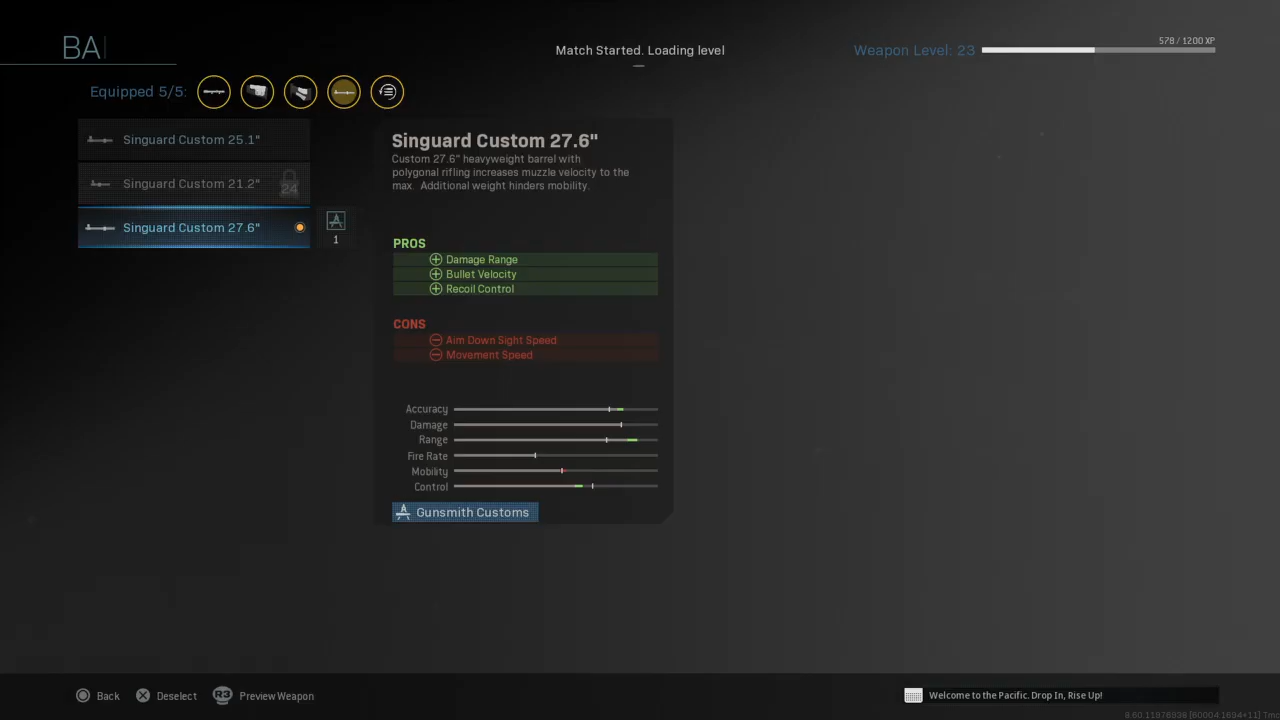 BA
Match Started. Loading level
Weapon Level: 23
578 / 1200 XP
Equipped 5/5:
Singuard Custom 25.1"
Singuard Custom 21.2"
24
Singuard Custom 27.6"
1
Singuard Custom 27.6"
Custom 27.6" heavyweight barrel with
polygonal rifling increases muzzle velocity to the
max. Additional weight hinders mobility.
PROS
Damage Range
Bullet Velocity
Recoil Control
CONS
Aim Down Sight Speed
Movement Speed
Accuracy
Damage
Range
Fire Rate
Mobility
Control
Gunsmith Customs
Back
Deselect
R3
Preview Weapon
Welcome to the Pacific. Drop In, Rise Up!